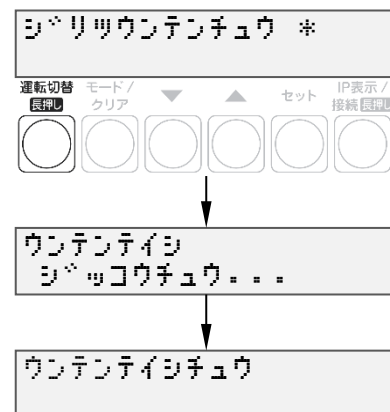 ジリツウンテンチュウ *
運転切替 モード/ ▼ ▲ セット IP表示/
長押し クリア 接続 長押し
ウンテンテイシ
ジッコウチュウ...
ウンテンテイシチュウ